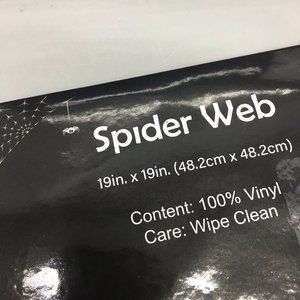 Spider Web
19in. x 19in. (48.2cm x 48.2cm)
Content: 100% Vinyl
Care: Wipe Clean